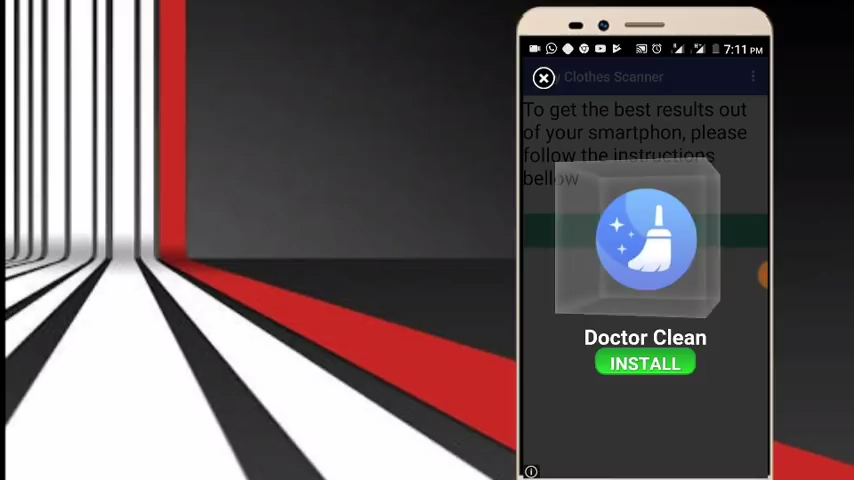 7:11 PM
Clothes Scanner
To get the best results out
of your smartphon, please
follow the instructions
bellow
Doctor Clean
INSTALL